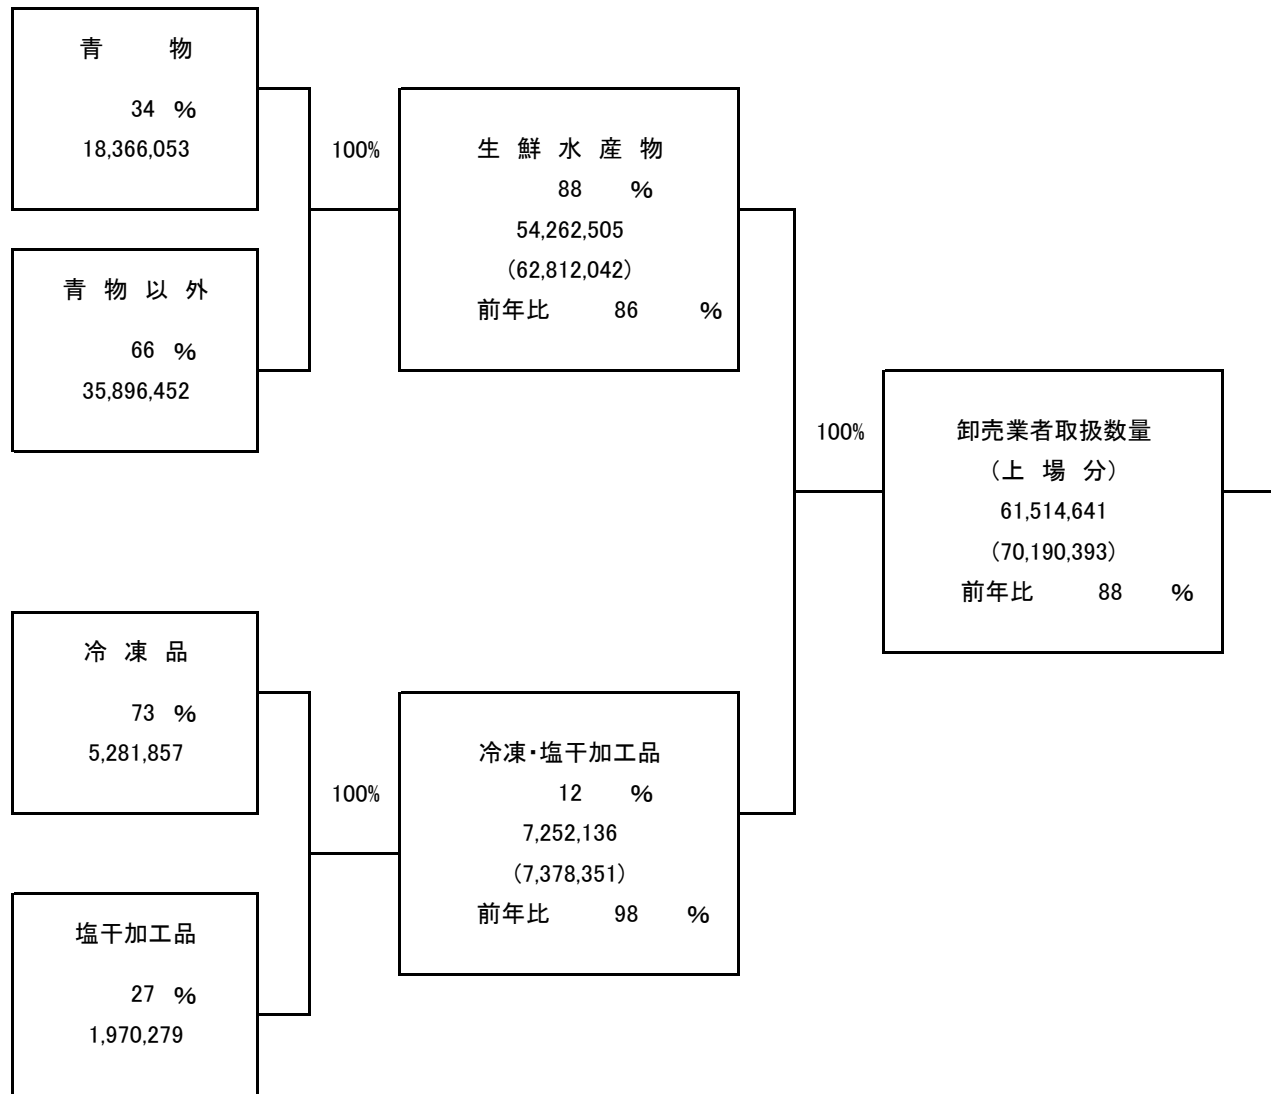 青 物
34 %
18,366,053
青 物 以 外
66 %
35,896,452
100%
生 鮮 水 産 物
88 %
54,262,505
(62,812,042)
前年比 86 %
冷 凍 品
73 %
5,281,857
塩干加工品
27 %
1,970,279
100%
冷凍・塩干加工品
12 %
7,252,136
(7,378,351)
前年比 98 %
100%
卸売業者取扱数量
(上 場 分)
61,514,641
(70,190,393)
前年比 88 %